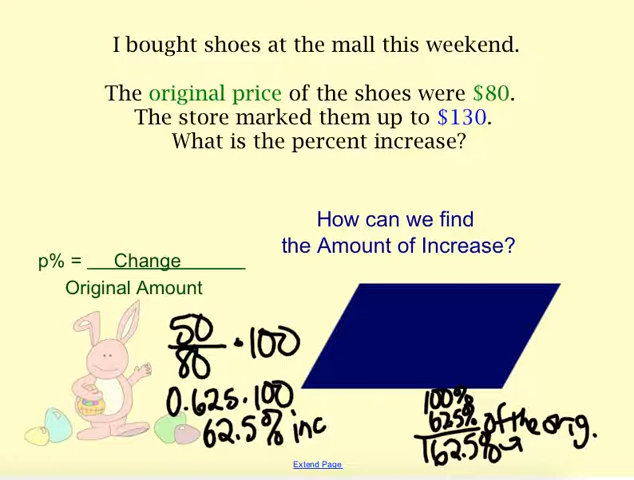 I bought shoes at the mall this weekend.
The original price of the shoes were $80.
The store marked them up to $130.
What is the percent increase?
How can we find
the Amount of Increase?
p% = Change
Original Amount
50
80
• 100
0.625 · 100
62.5% inc
100%
62.5% of the orig.
162.5%
Extend Page